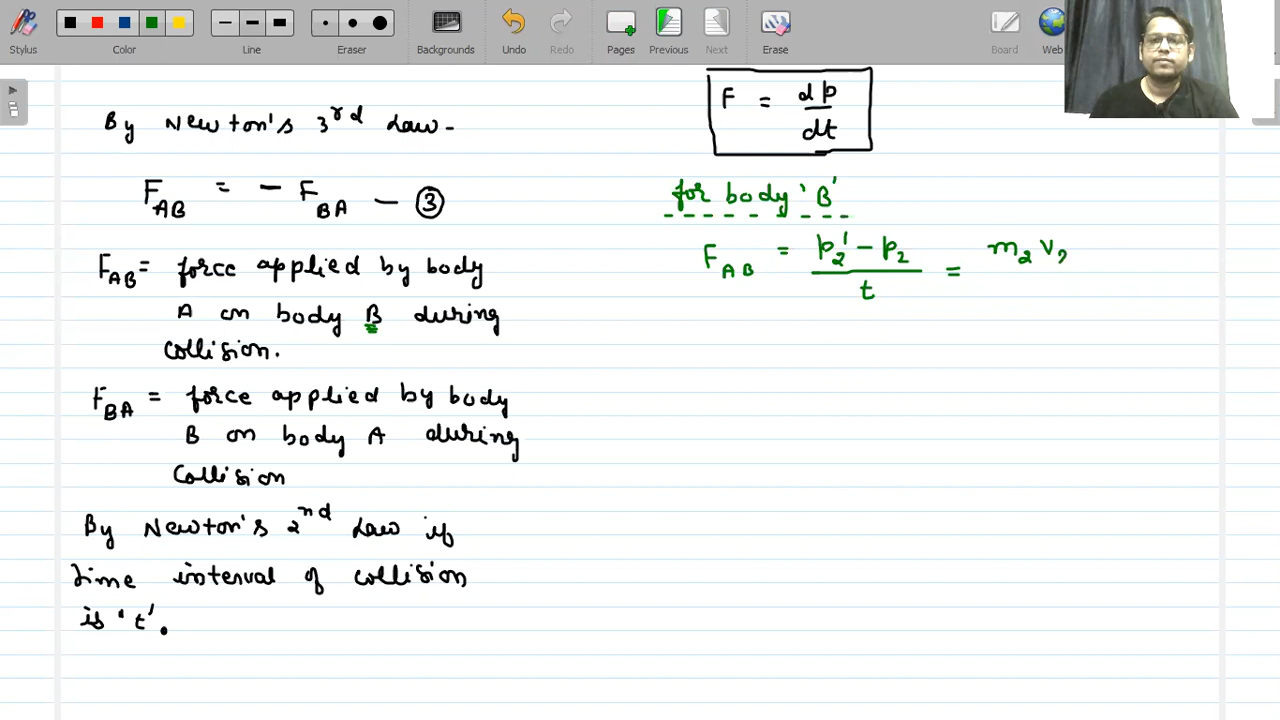 Stylus Color Line Eraser Backgrounds Undo Redo Pages Previous Next Erase Board Web
By Newton's 3rd Law-
F_AB = - F_BA — ③
F_AB = force applied by body
A on body B during
collision.
F_BA = force applied by body
B on body A during
Collision
By Newton's 2nd Law if
time interval of collision
is 't'.
F = dp/dt
for body 'B'
F_AB = (p₂' - p₂)/t = m₂v₂